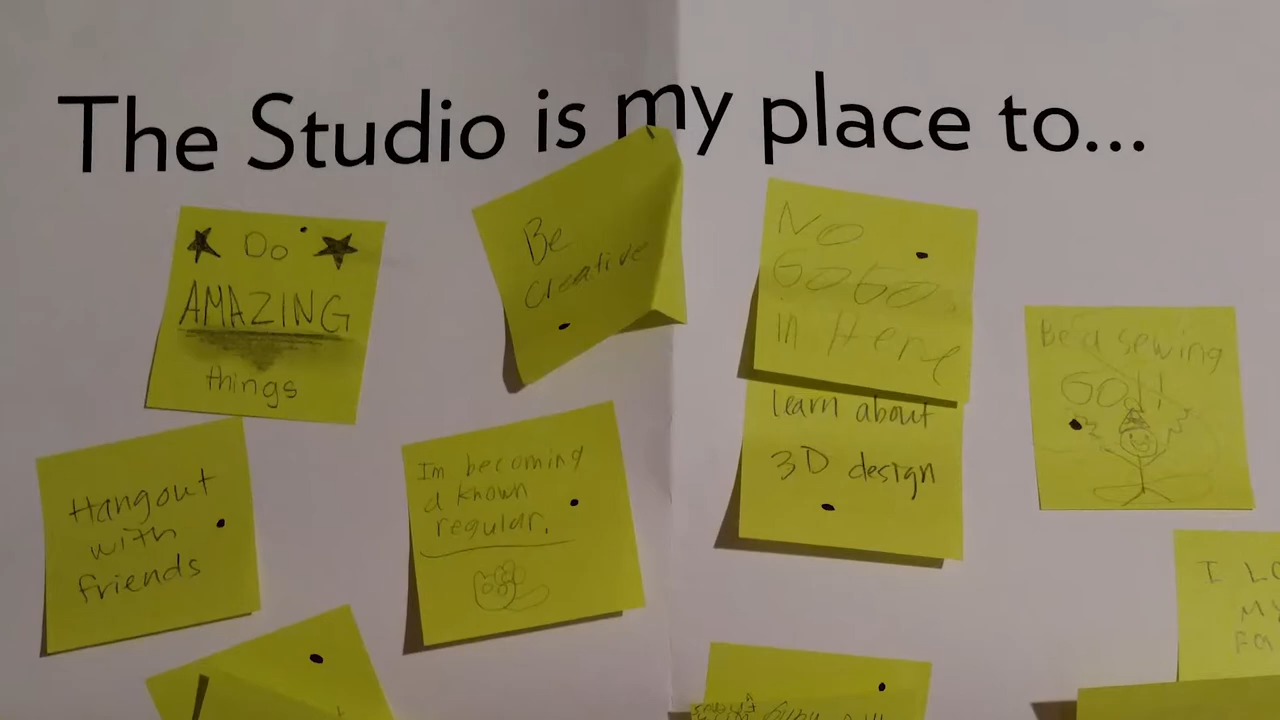 The Studio is my place to...
Do
AMAZING
things
Be
creative
No
GoGo
in Here
learn about
3D design
Be a sewing
Hangout
with
friends
Im becoming
a known
regular.
I